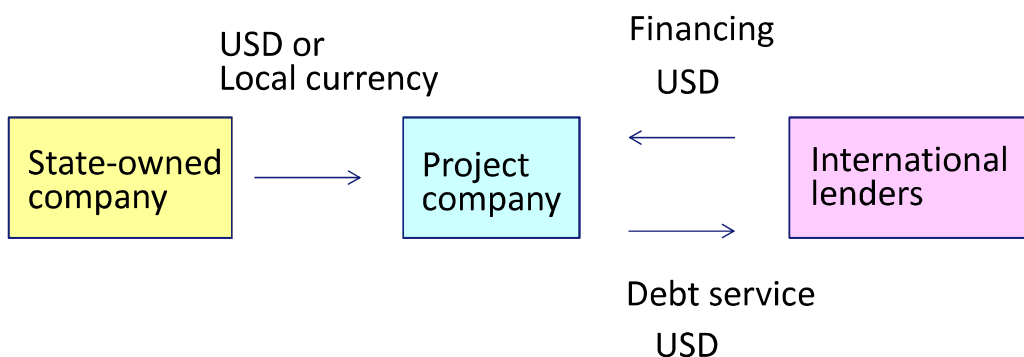 USD or
Local currency
Financing
USD
State-owned
company
Project
company
International
lenders
Debt service
USD